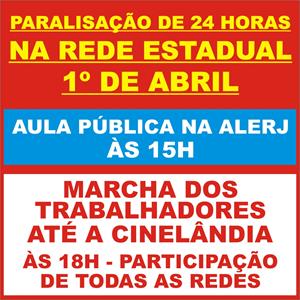 PARALISAÇÃO DE 24 HORAS
NA REDE ESTADUAL
1º DE ABRIL
AULA PÚBLICA NA ALERJ
ÀS 15H
MARCHA DOS
TRABALHADORES
ATÉ A CINELÂNDIA
ÀS 18H - PARTICIPAÇÃO
DE TODAS AS REDES